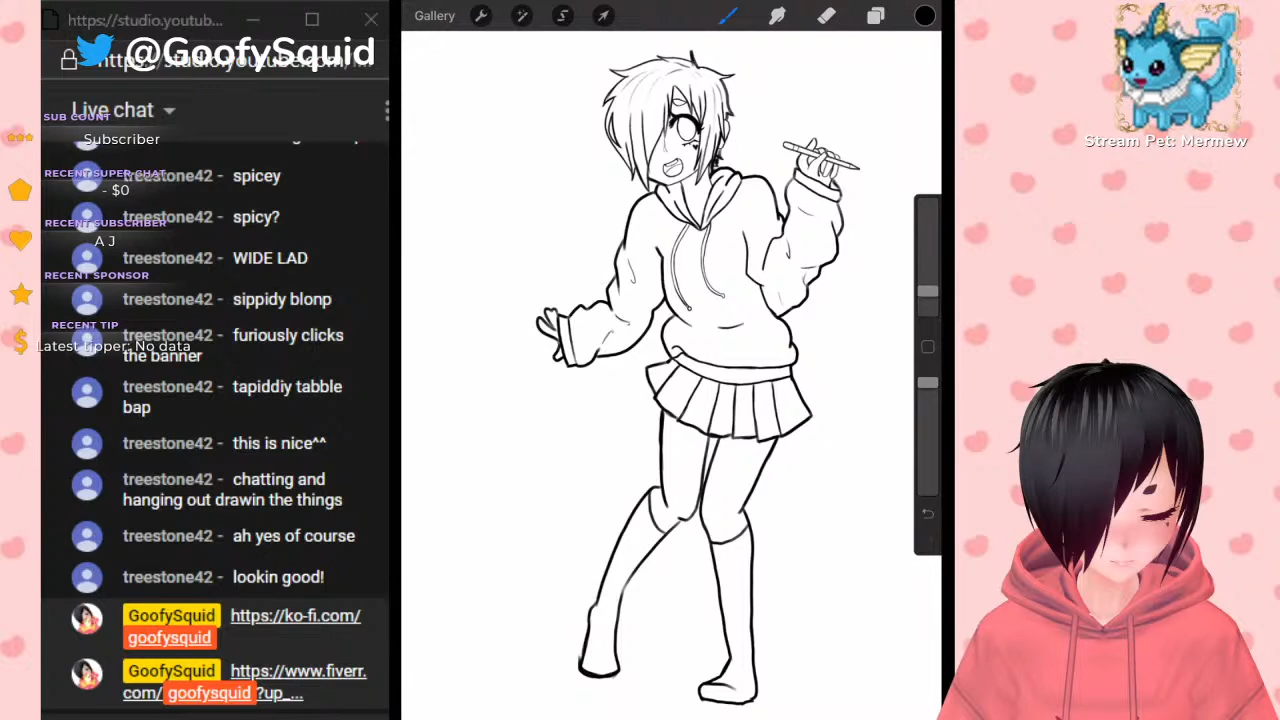 https://studio.youtub...
@GoofySquid
Gallery
Live chat
SUB COUNT
Subscriber
RECENT SUPER CHAT
- $0
RECENT SUBSCRIBER
A J
RECENT SPONSOR
RECENT TIP
Latest tipper: No data
treestone42 - spicey
treestone42 - spicy?
treestone42 - WIDE LAD
treestone42 - sippidy blonp
treestone42 - furiously clicks
the banner
treestone42 - tapiddiy tabble
bap
treestone42 - this is nice^^
treestone42 - chatting and
hanging out drawin the things
treestone42 - ah yes of course
treestone42 - lookin good!
GoofySquid https://ko-fi.com/
goofysquid
GoofySquid https://www.fiverr.
com/goofysquid?up_...
Stream Pet: Mermew